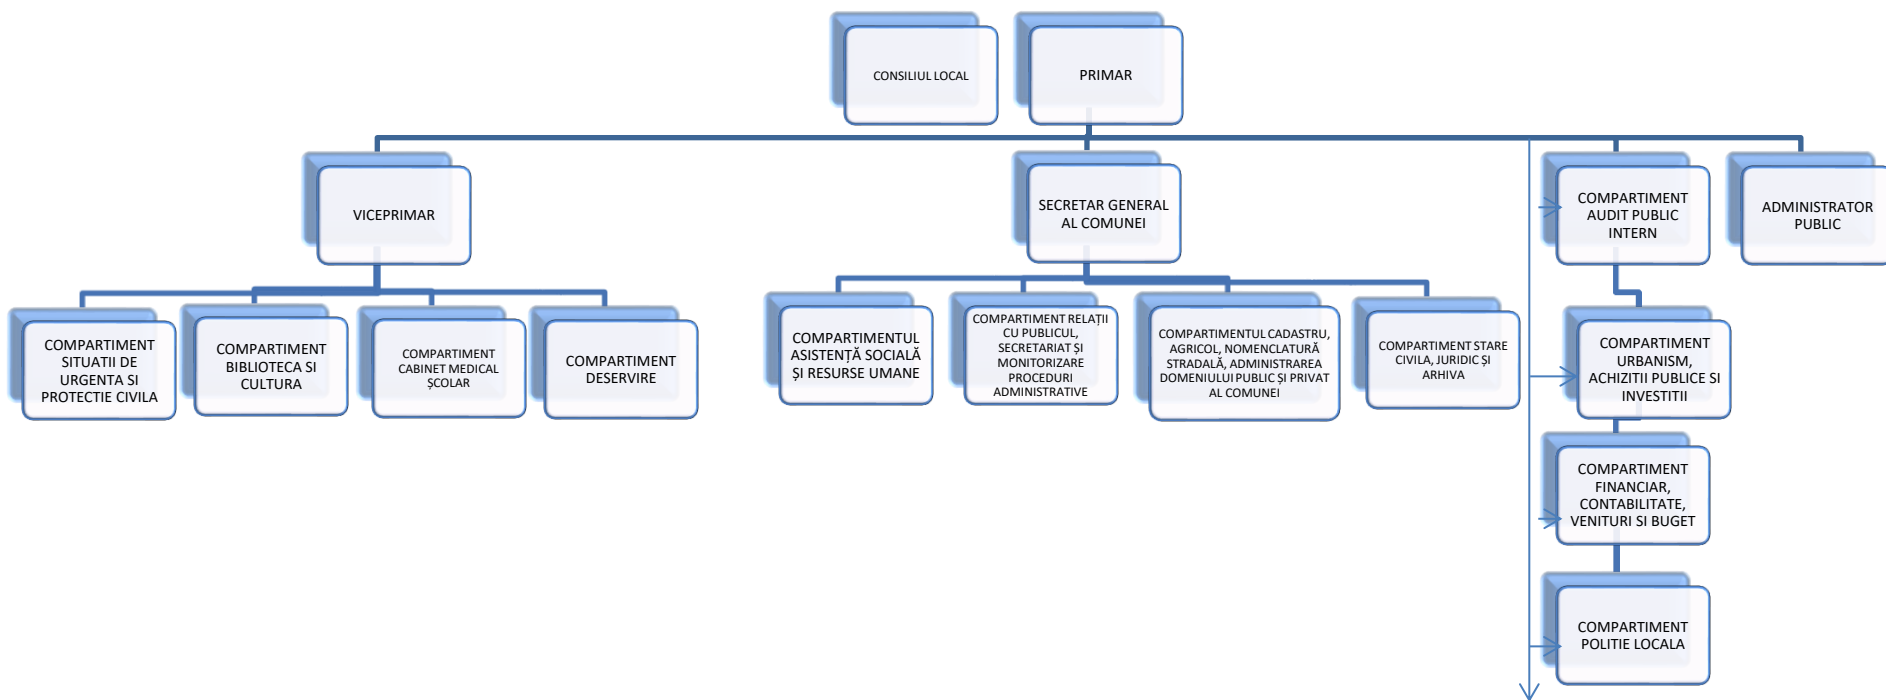 CONSILIUL LOCAL
PRIMAR
VICEPRIMAR
SECRETAR GENERAL
AL COMUNEI
COMPARTIMENT
AUDIT PUBLIC
INTERN
ADMINISTRATOR
PUBLIC
COMPARTIMENT
SITUATII DE
URGENTA SI
PROTECTIE CIVILA
COMPARTIMENT
BIBLIOTECA SI
CULTURA
COMPARTIMENT
CABINET MEDICAL
ȘCOLAR
COMPARTIMENT
DESERVIRE
COMPARTIMENTUL
ASISTENȚĂ SOCIALĂ
ȘI RESURSE UMANE
COMPARTIMENT RELAȚII
CU PUBLICUL,
SECRETARIAT ȘI
MONITORIZARE
PROCEDURI
ADMINISTRATIVE
COMPARTIMENTUL CADASTRU,
AGRICOL, NOMENCLATURĂ
STRADALĂ, ADMINISTRAREA
DOMENIULUI PUBLIC ȘI PRIVAT
AL COMUNEI
COMPARTIMENT STARE
CIVILA, JURIDIC ȘI
ARHIVA
COMPARTIMENT
URBANISM,
ACHIZITII PUBLICE SI
INVESTITII
COMPARTIMENT
FINANCIAR,
CONTABILITATE,
VENITURI SI BUGET
COMPARTIMENT
POLITIE LOCALA